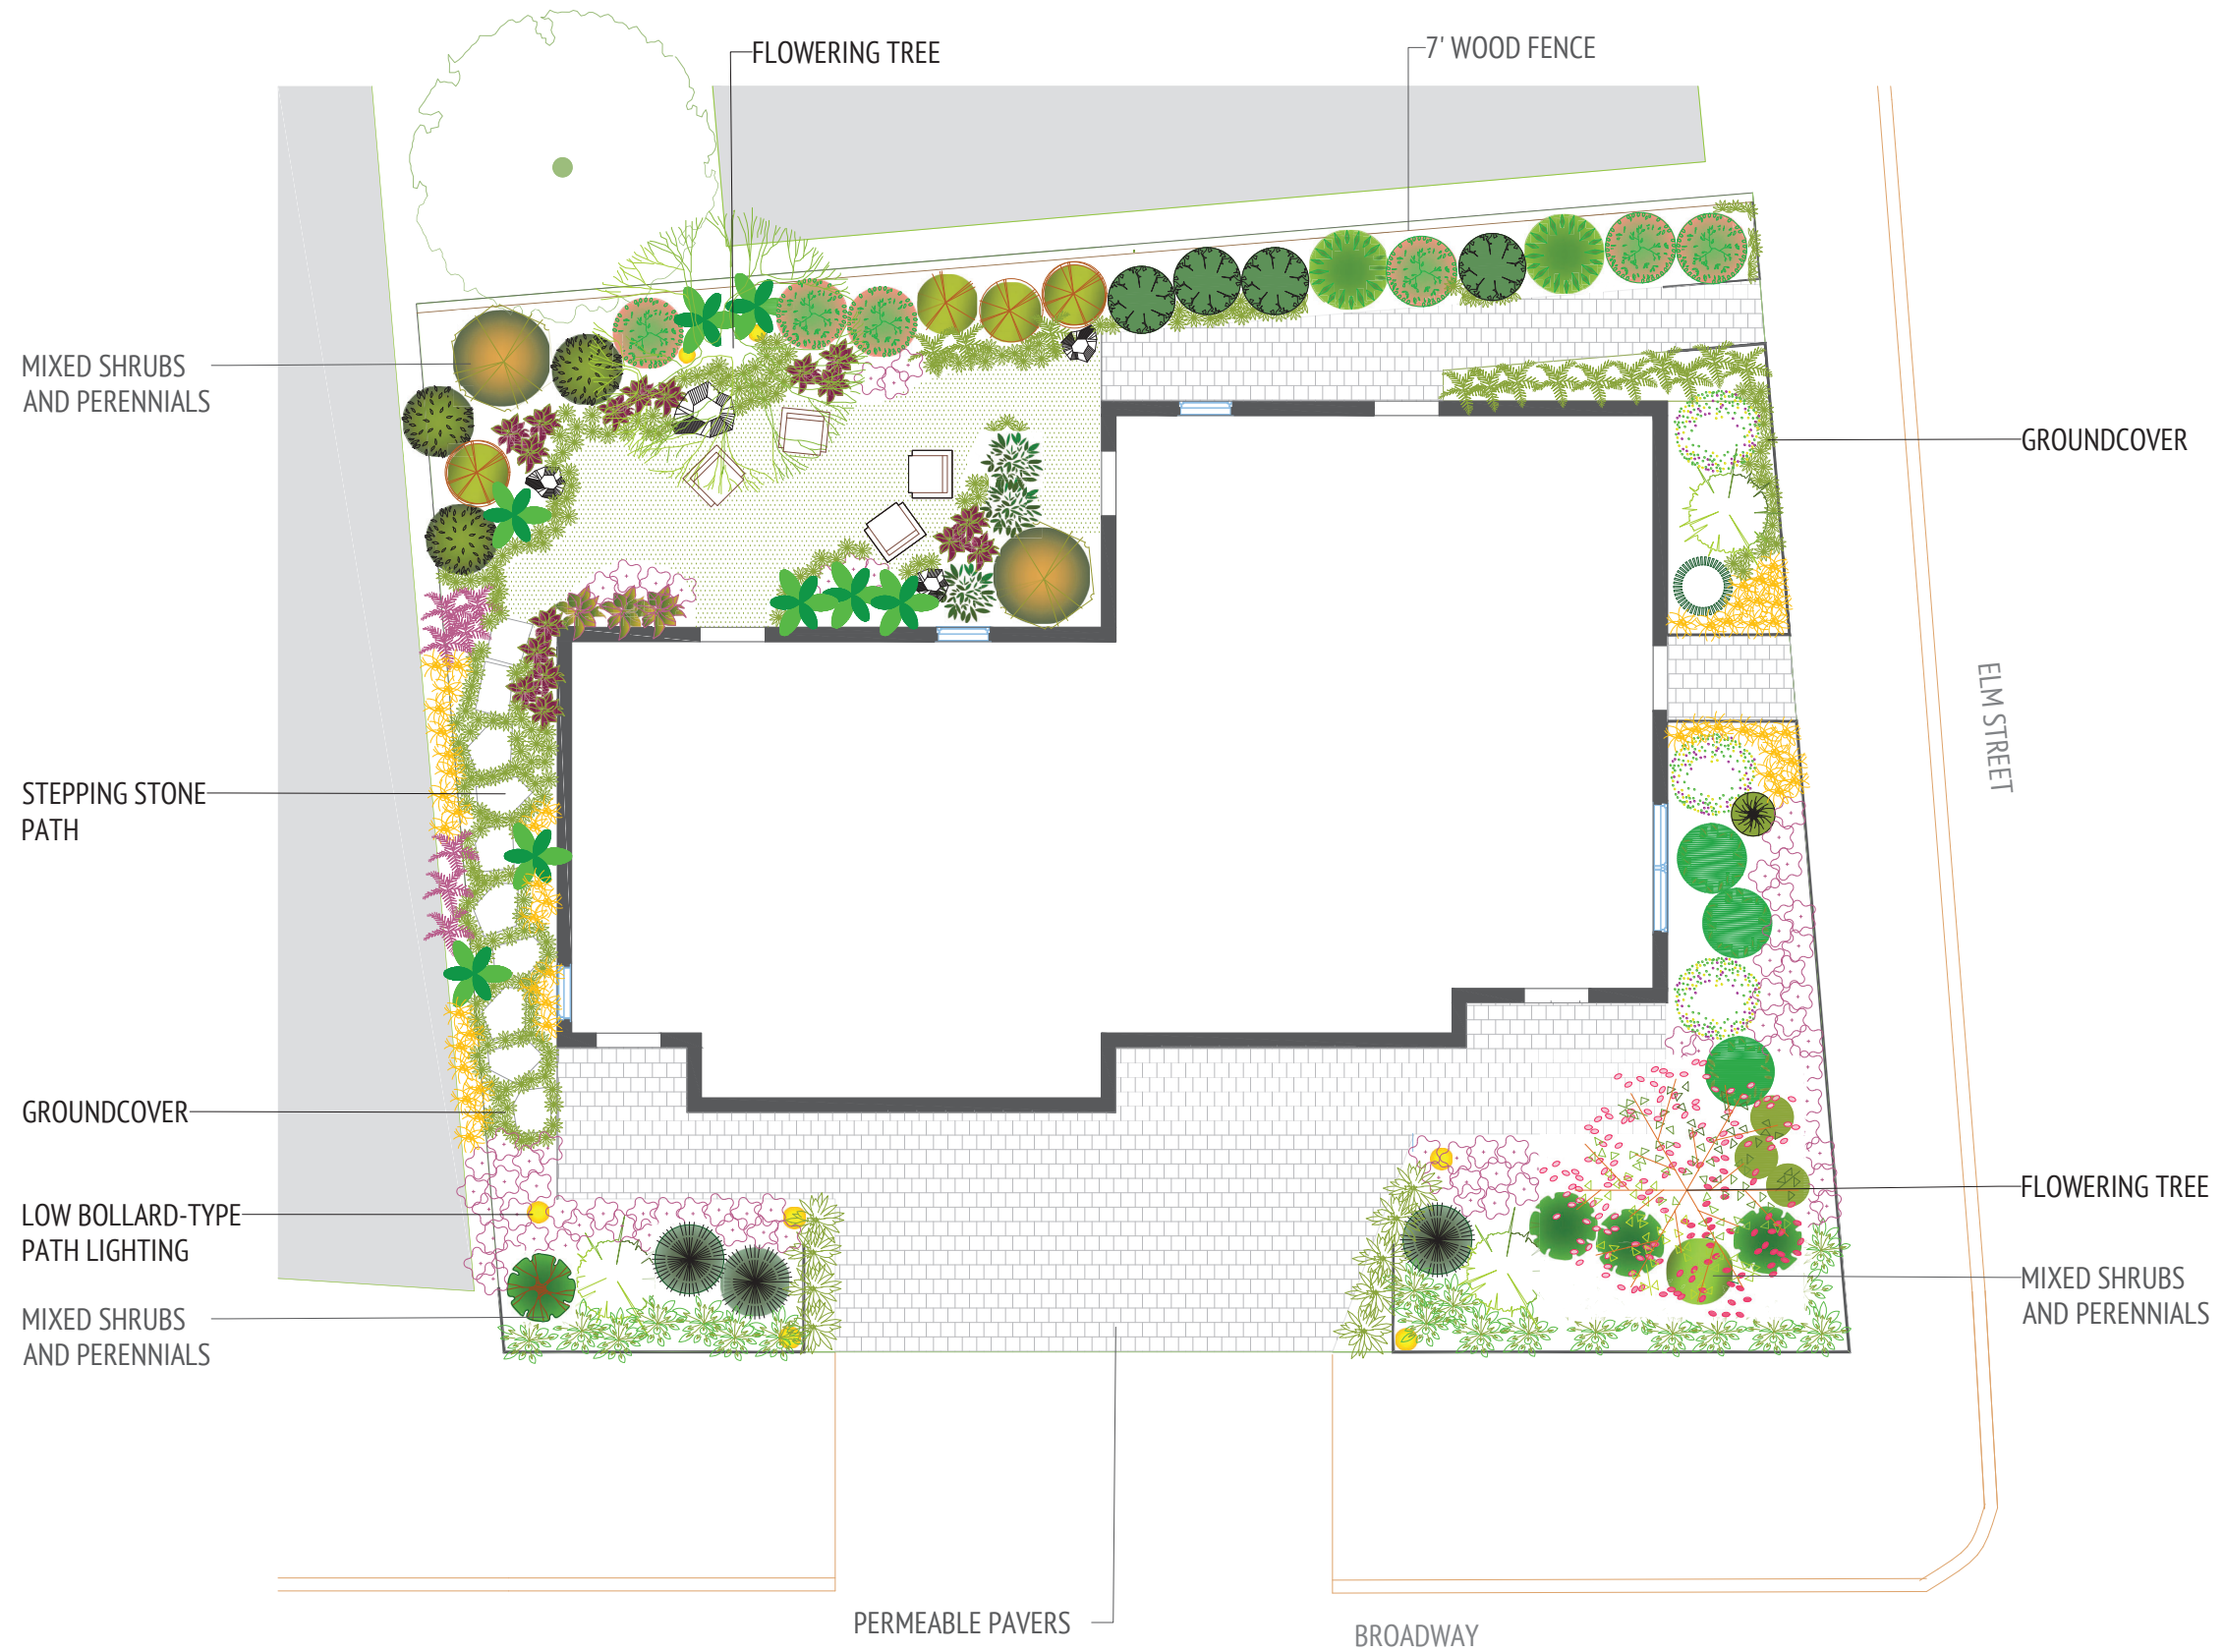 FLOWERING TREE
7' WOOD FENCE
MIXED SHRUBS
AND PERENNIALS
GROUNDCOVER
ELM STREET
STEPPING STONE
PATH
GROUNDCOVER
FLOWERING TREE
LOW BOLLARD-TYPE
PATH LIGHTING
MIXED SHRUBS
AND PERENNIALS
MIXED SHRUBS
AND PERENNIALS
PERMEABLE PAVERS
BROADWAY